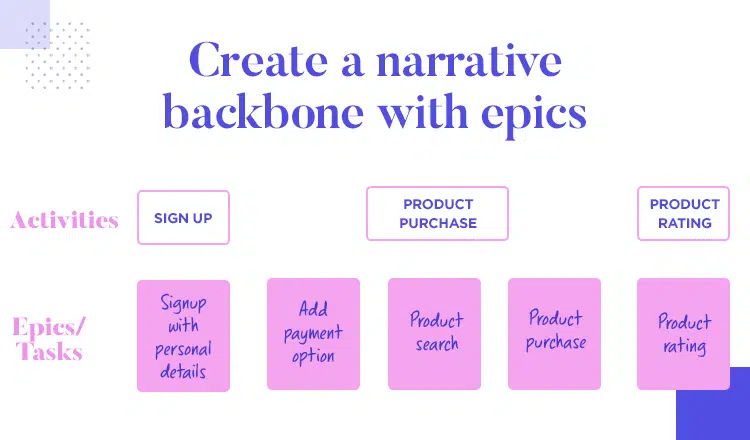 Create a narrative
backbone with epics
Activities
SIGN UP
PRODUCT
PURCHASE
PRODUCT
RATING
Epics/
Tasks
Signup
with
personal
details
Add
payment
option
Product
search
Product
purchase
Product
rating